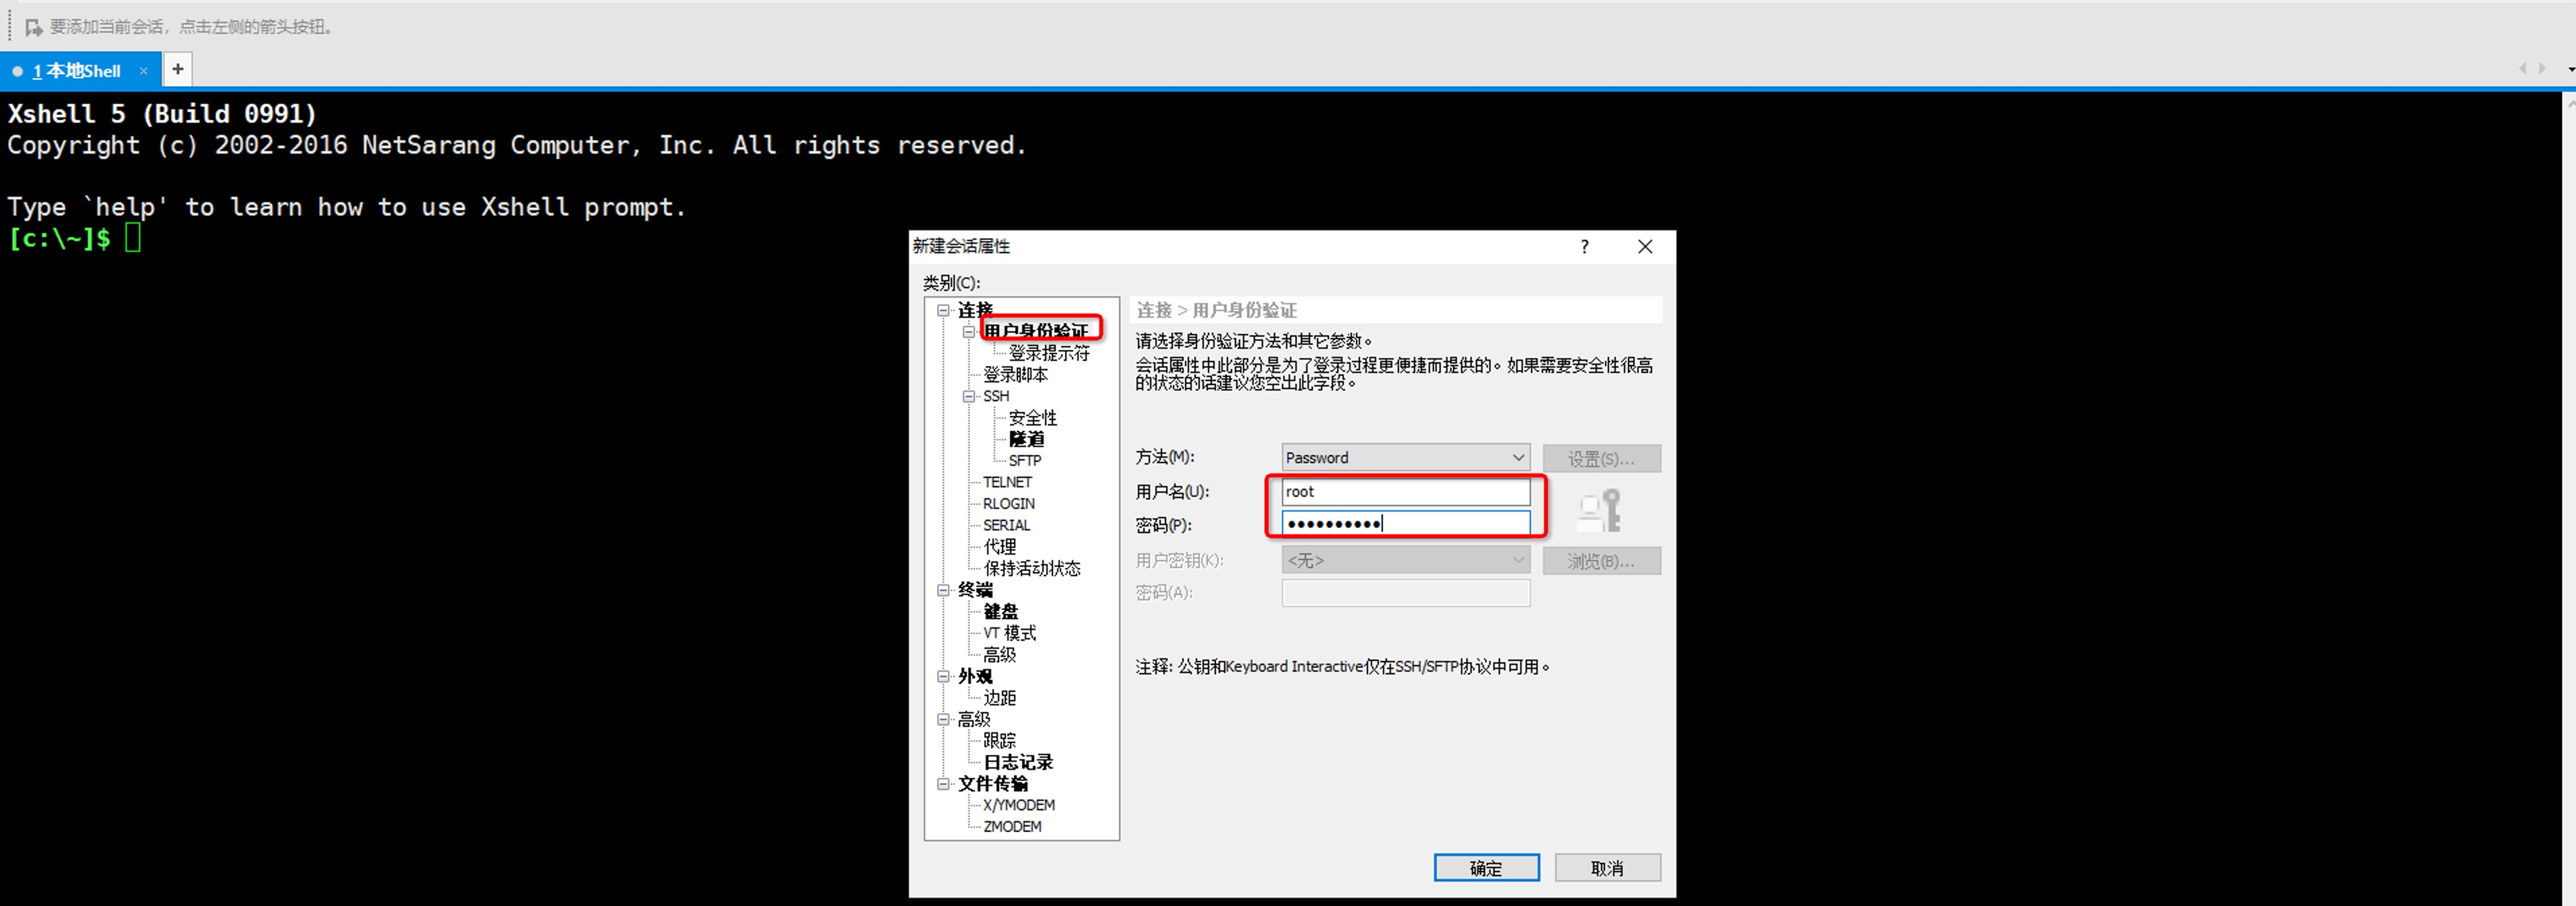 要添加当前会话，点击左侧的箭头按钮。
1 本地Shell × +
Xshell 5 (Build 0991)
Copyright (c) 2002-2016 NetSarang Computer, Inc. All rights reserved.
Type `help' to learn how to use Xshell prompt.
[c:\~]$
新建会话属性
类别(C):
连接
用户身份验证
登录提示符
登录脚本
SSH
安全性
隧道
SFTP
TELNET
RLOGIN
SERIAL
代理
保持活动状态
终端
键盘
VT 模式
高级
外观
边距
高级
跟踪
日志记录
文件传输
X/YMODEM
ZMODEM
连接 > 用户身份验证
请选择身份验证方法和其它参数。
会话属性中此部分是为了登录过程更便捷而提供的。如果需要安全性很高
的状态的话建议您空出此字段。
方法(M): Password 设置(S)...
用户名(U): root
密码(P): ••••••••••
用户密钥(K): <无> 浏览(B)...
密码(A):
注释: 公钥和Keyboard Interactive仅在SSH/SFTP协议中可用。
确定 取消